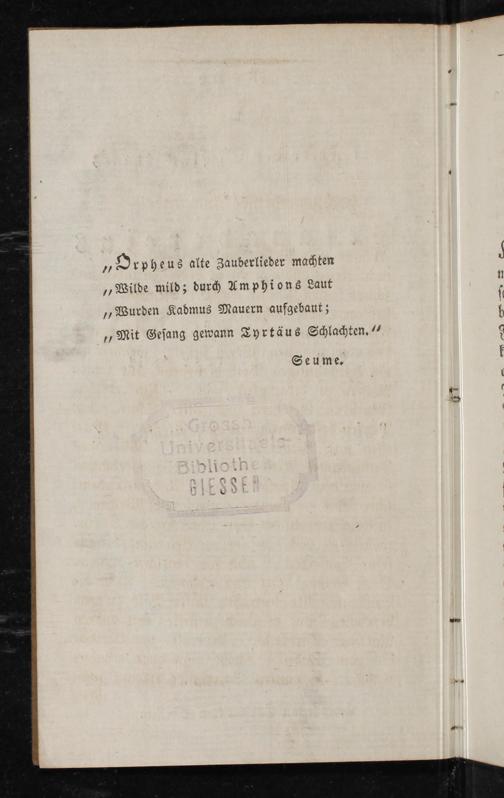 „Orpheus alte Zauberlieder machten
„Wilde mild; durch Amphions Laut
„Wurden Kadmus Mauern aufgebaut;
„Mit Gesang gewann Tyrtäus Schlachten.“
Seume.
Grossh
Universitaets
Bibliothek
GIESSEN